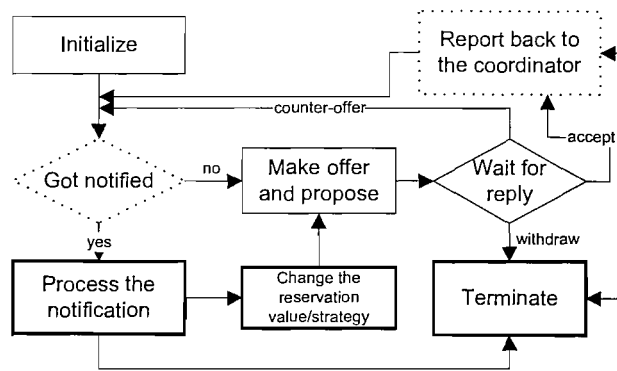 Initialize
Report back to
the coordinator
counter-offer
accept
Got notified
no
Make offer
and propose
Wait for
reply
yes
withdraw
Process the
notification
Change the
reservation
value/strategy
Terminate